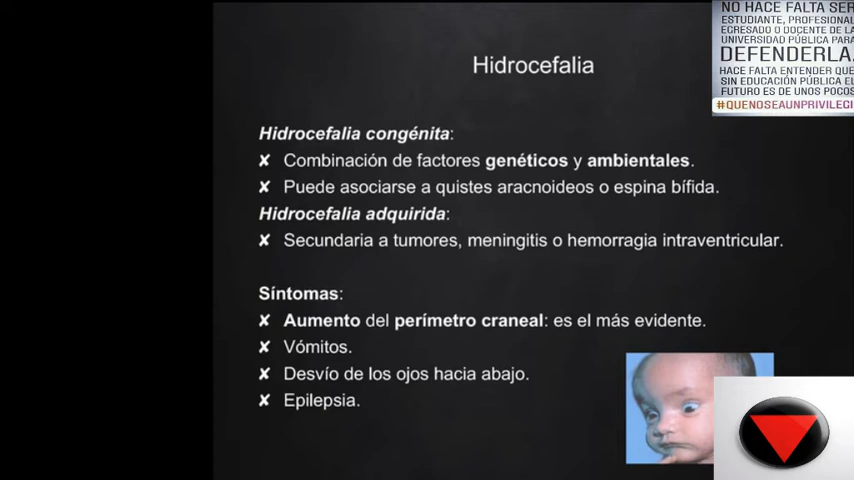 NO HACE FALTA SER
ESTUDIANTE, PROFESIONAL
EGRESADO O DOCENTE DE LA
UNIVERSIDAD PÚBLICA PARA
DEFENDERLA.
HACE FALTA ENTENDER QUE
SIN EDUCACIÓN PÚBLICA EL
FUTURO ES DE UNOS POCOS
#QUENOSEAUNPRIVILEGI
Hidrocefalia
Hidrocefalia congénita:
✘ Combinación de factores genéticos y ambientales.
✘ Puede asociarse a quistes aracnoideos o espina bífida.
Hidrocefalia adquirida:
✘ Secundaria a tumores, meningitis o hemorragia intraventricular.
Síntomas:
✘ Aumento del perímetro craneal: es el más evidente.
✘ Vómitos.
✘ Desvío de los ojos hacia abajo.
✘ Epilepsia.